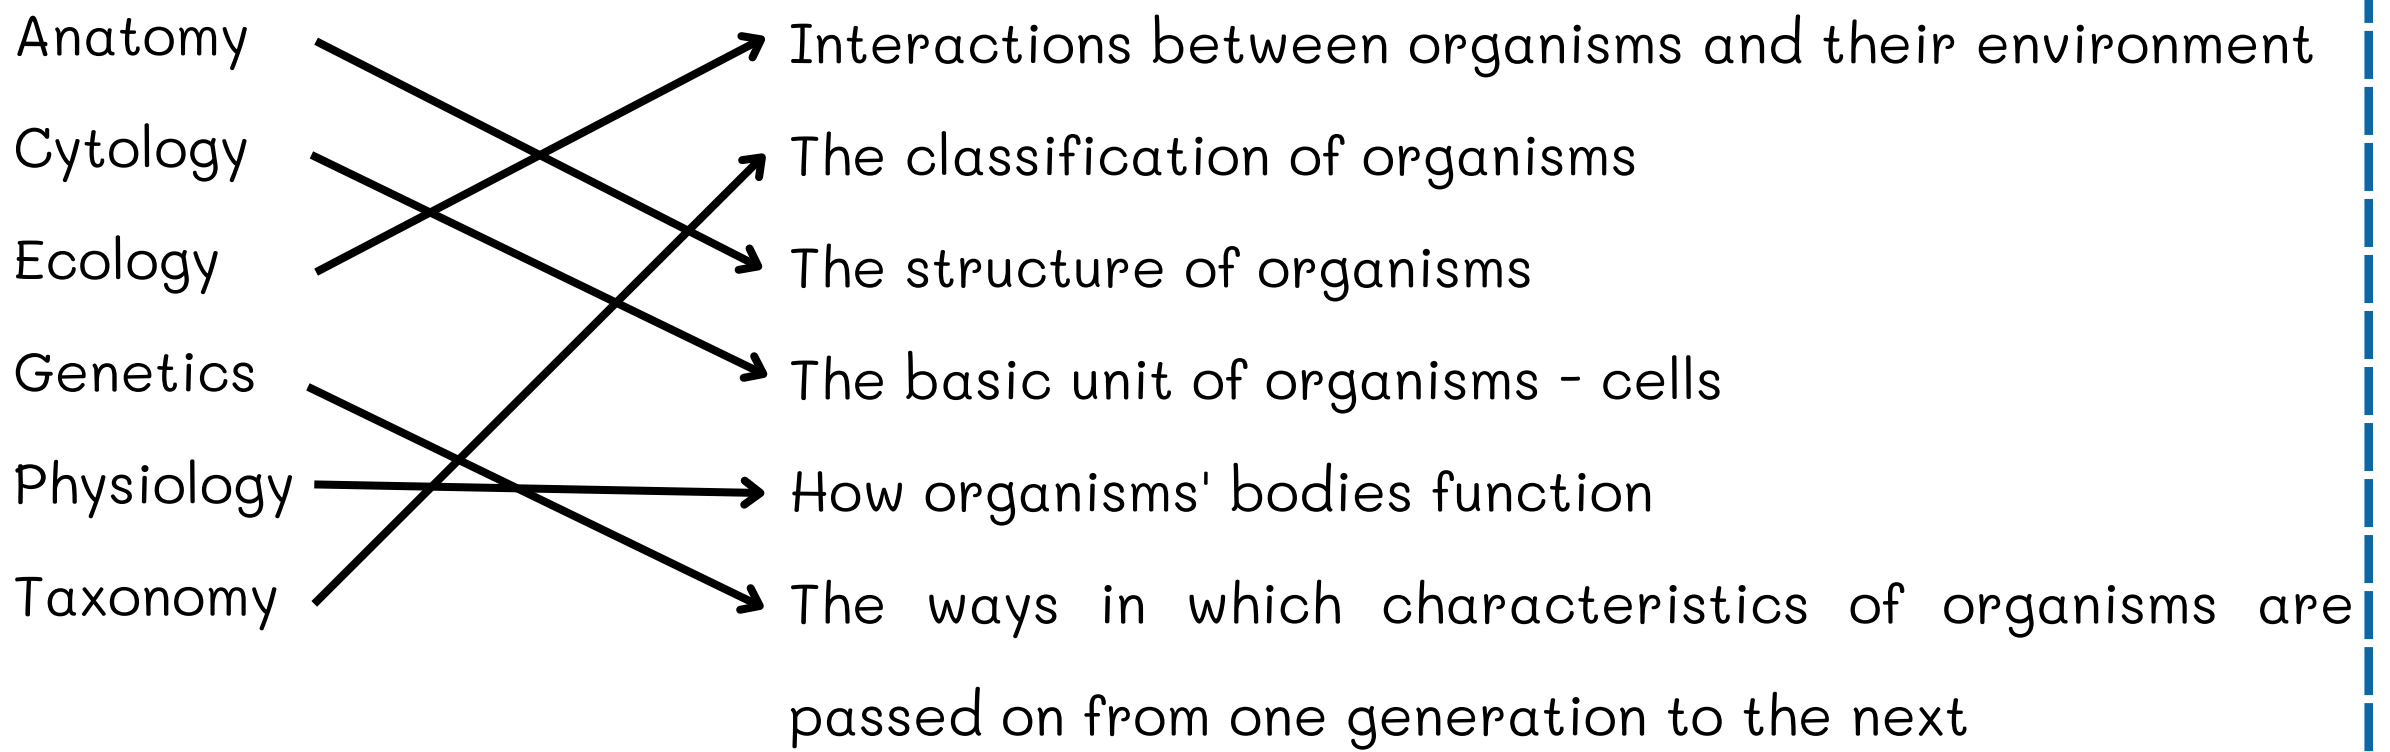 Anatomy Interactions between organisms and their environment
Cytology The classification of organisms
Ecology The structure of organisms
Genetics The basic unit of organisms - cells
Physiology How organisms' bodies function
Taxonomy The ways in which characteristics of organisms are
passed on from one generation to the next